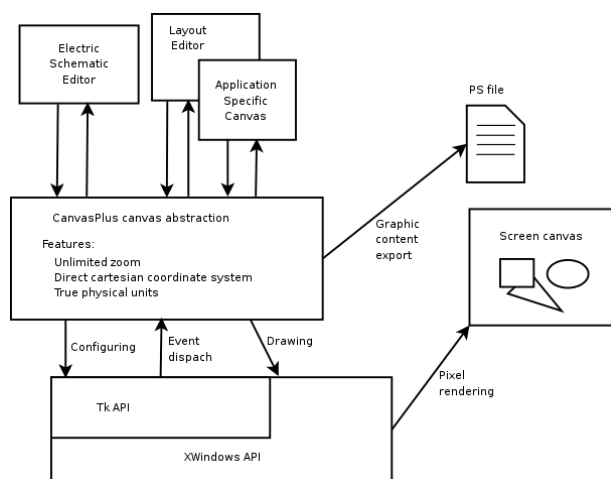 Electric
Schematic
Editor
Layout
Editor
Application
Specific
Canvas
PS file
CanvasPlus canvas abstraction
Features:
Unlimited zoom
Direct cartesian coordinate system
True physical units
Graphic
content
export
Screen canvas
Configuring
Event
dispach
Drawing
Pixel
rendering
Tk API
XWindows API